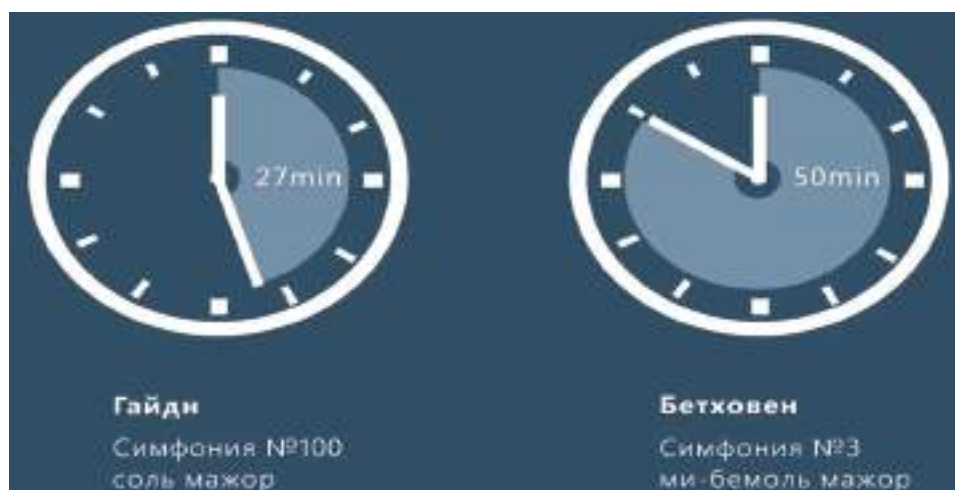 27min
50min
Гайдн
Симфония №100
соль мажор
Бетховен
Симфония №3
ми-бемоль мажор